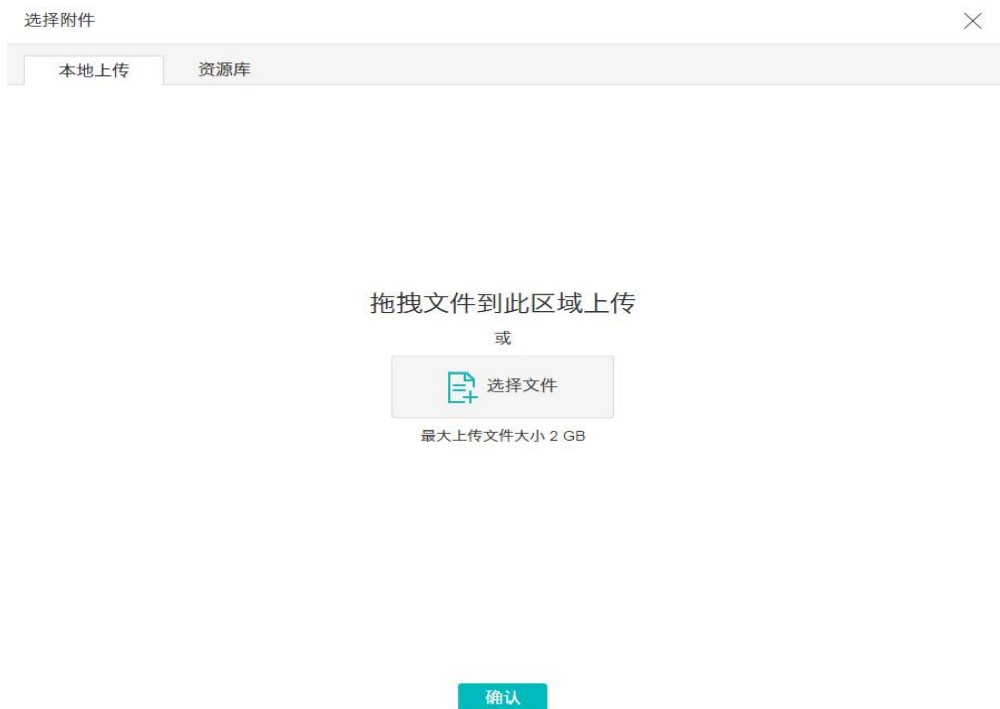 选择附件
本地上传
资源库
拖拽文件到此区域上传
或
选择文件
最大上传文件大小 2 GB
确认